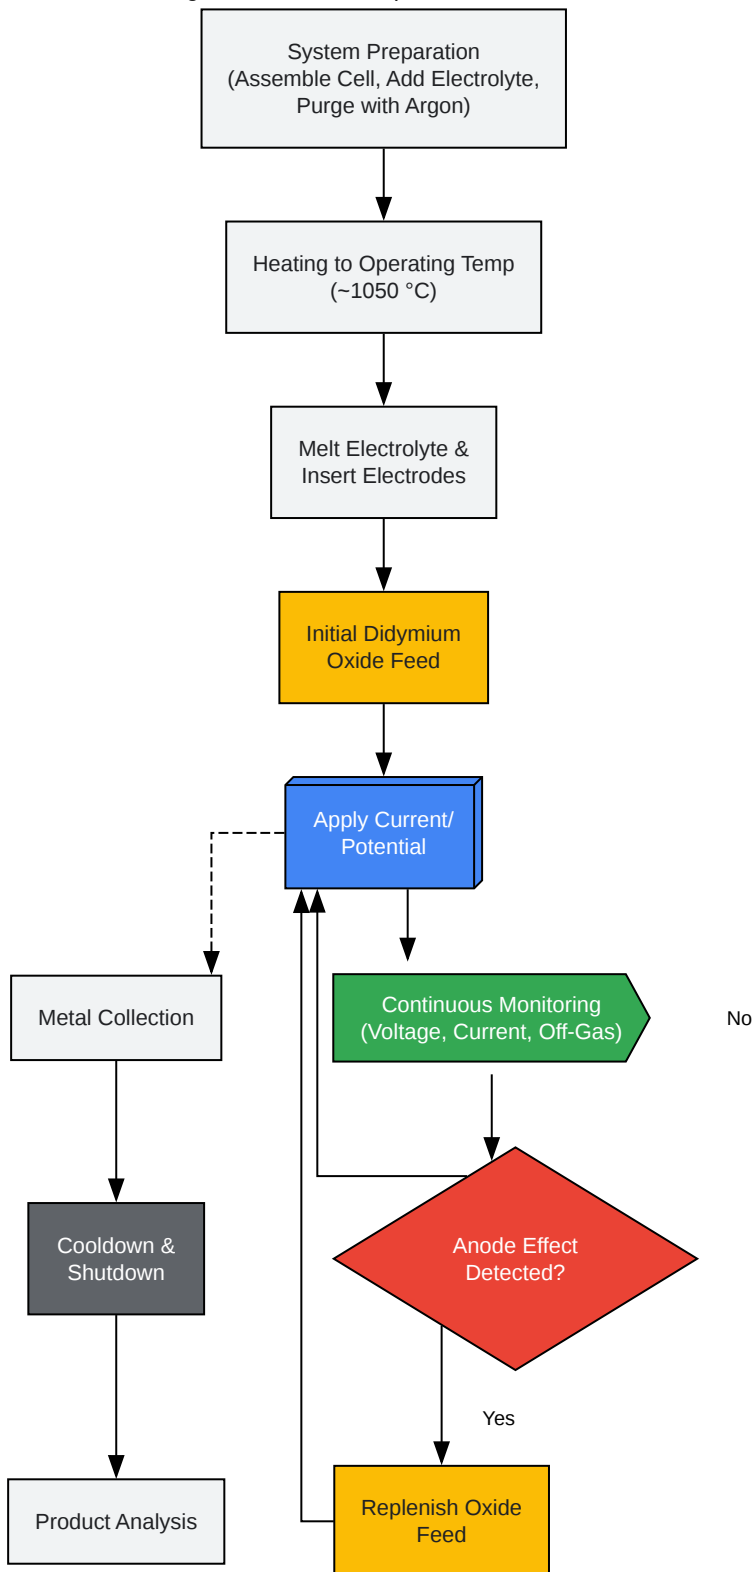 System Preparation
(Assemble Cell, Add Electrolyte,
Purge with Argon)
Heating to Operating Temp
(~1050 °C)
Melt Electrolyte &
Insert Electrodes
Initial Didymium
Oxide Feed
Apply Current/
Potential
Metal Collection
Continuous Monitoring
(Voltage, Current, Off-Gas)
No
Cooldown &
Shutdown
Anode Effect
Detected?
Yes
Product Analysis
Replenish Oxide
Feed